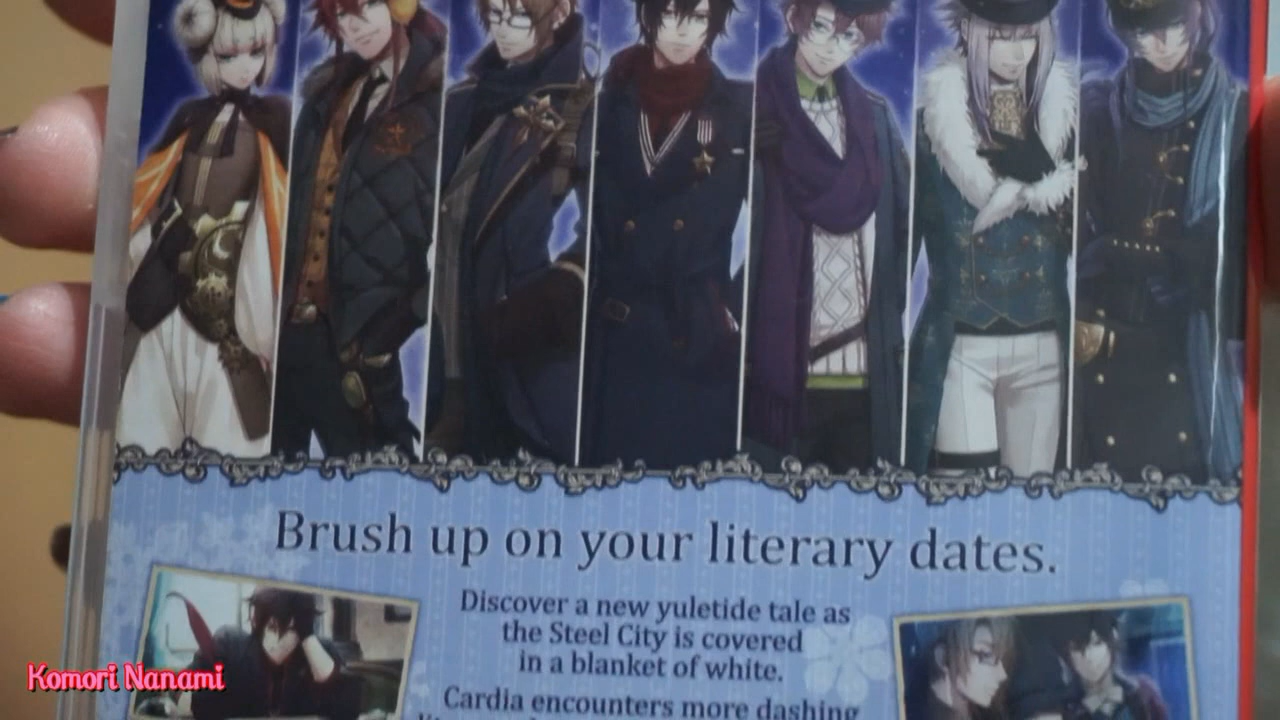 Brush up on your literary dates.
Discover a new yuletide tale as
the Steel City is covered
in a blanket of white.
Cardia encounters more dashing
Komori Nanami